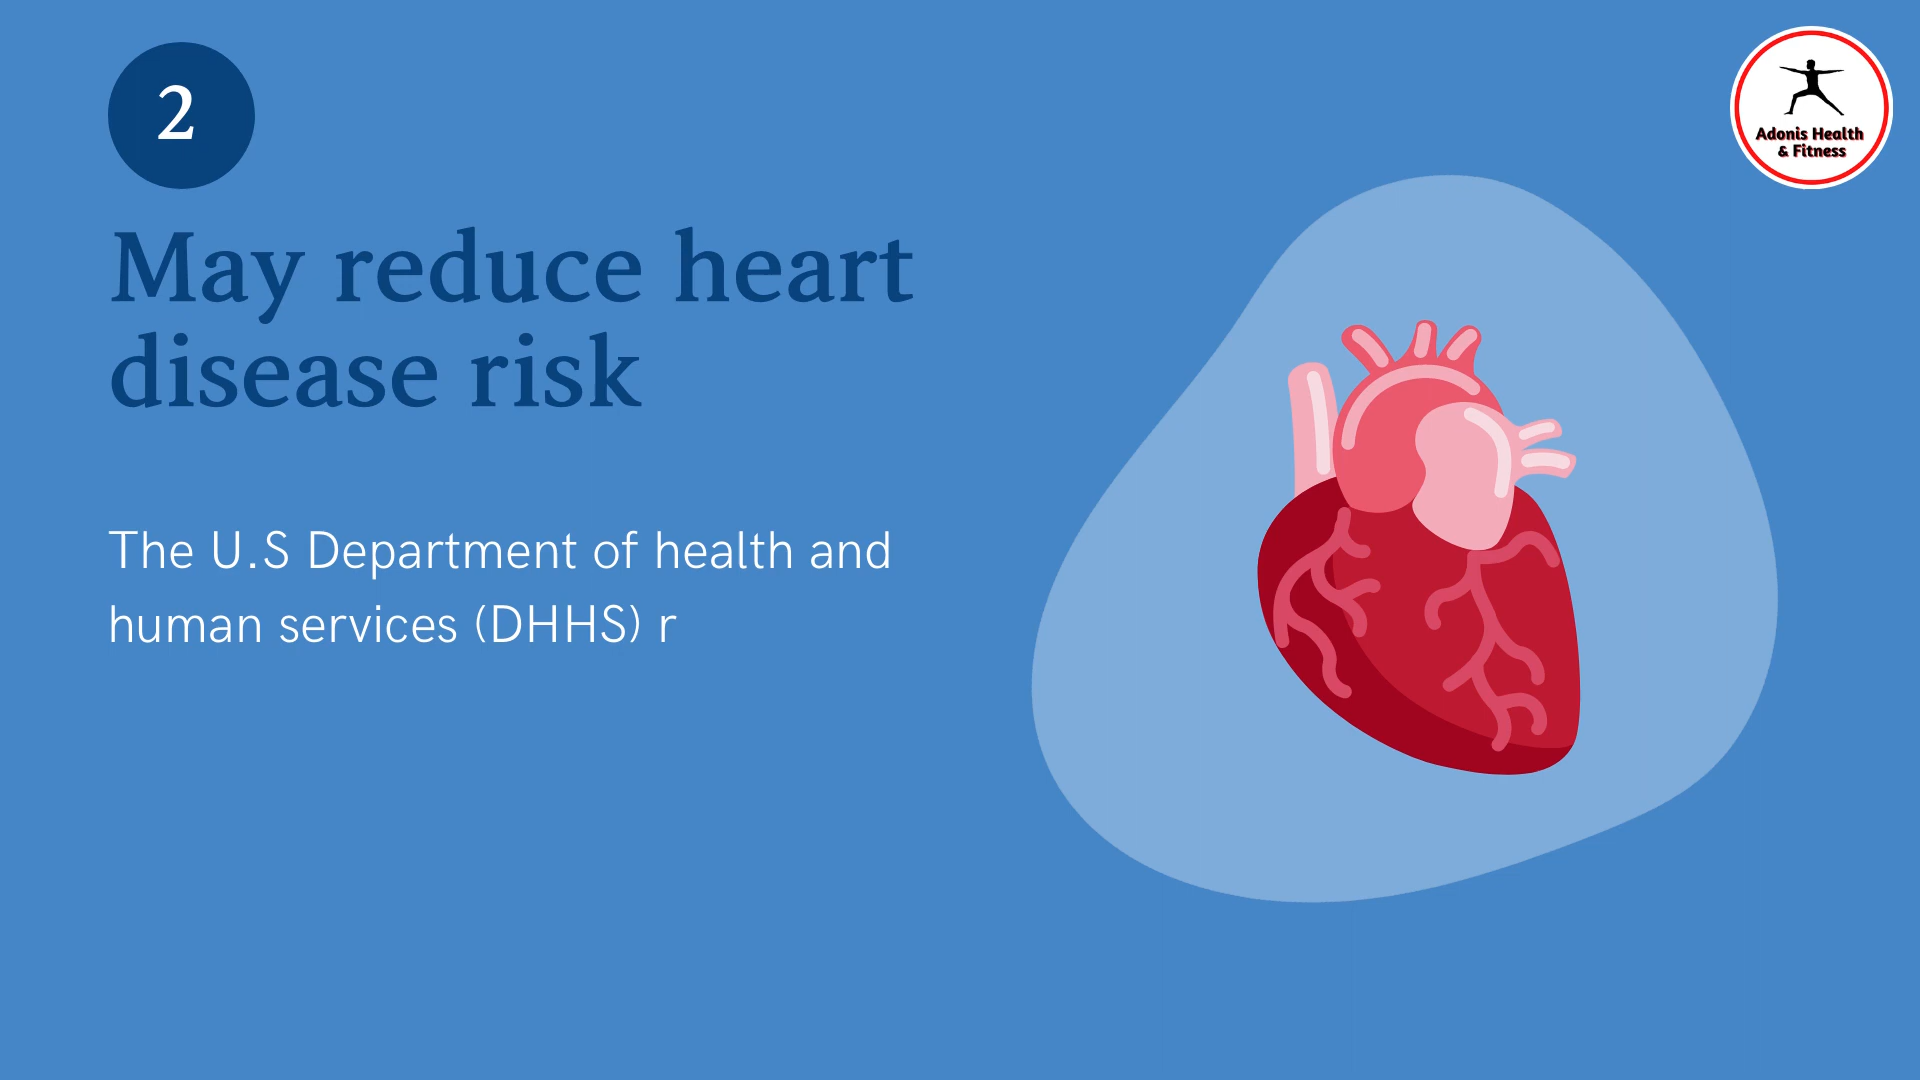 2
Adonis Health
& Fitness
May reduce heart
disease risk
The U.S Department of health and
human services (DHHS) r